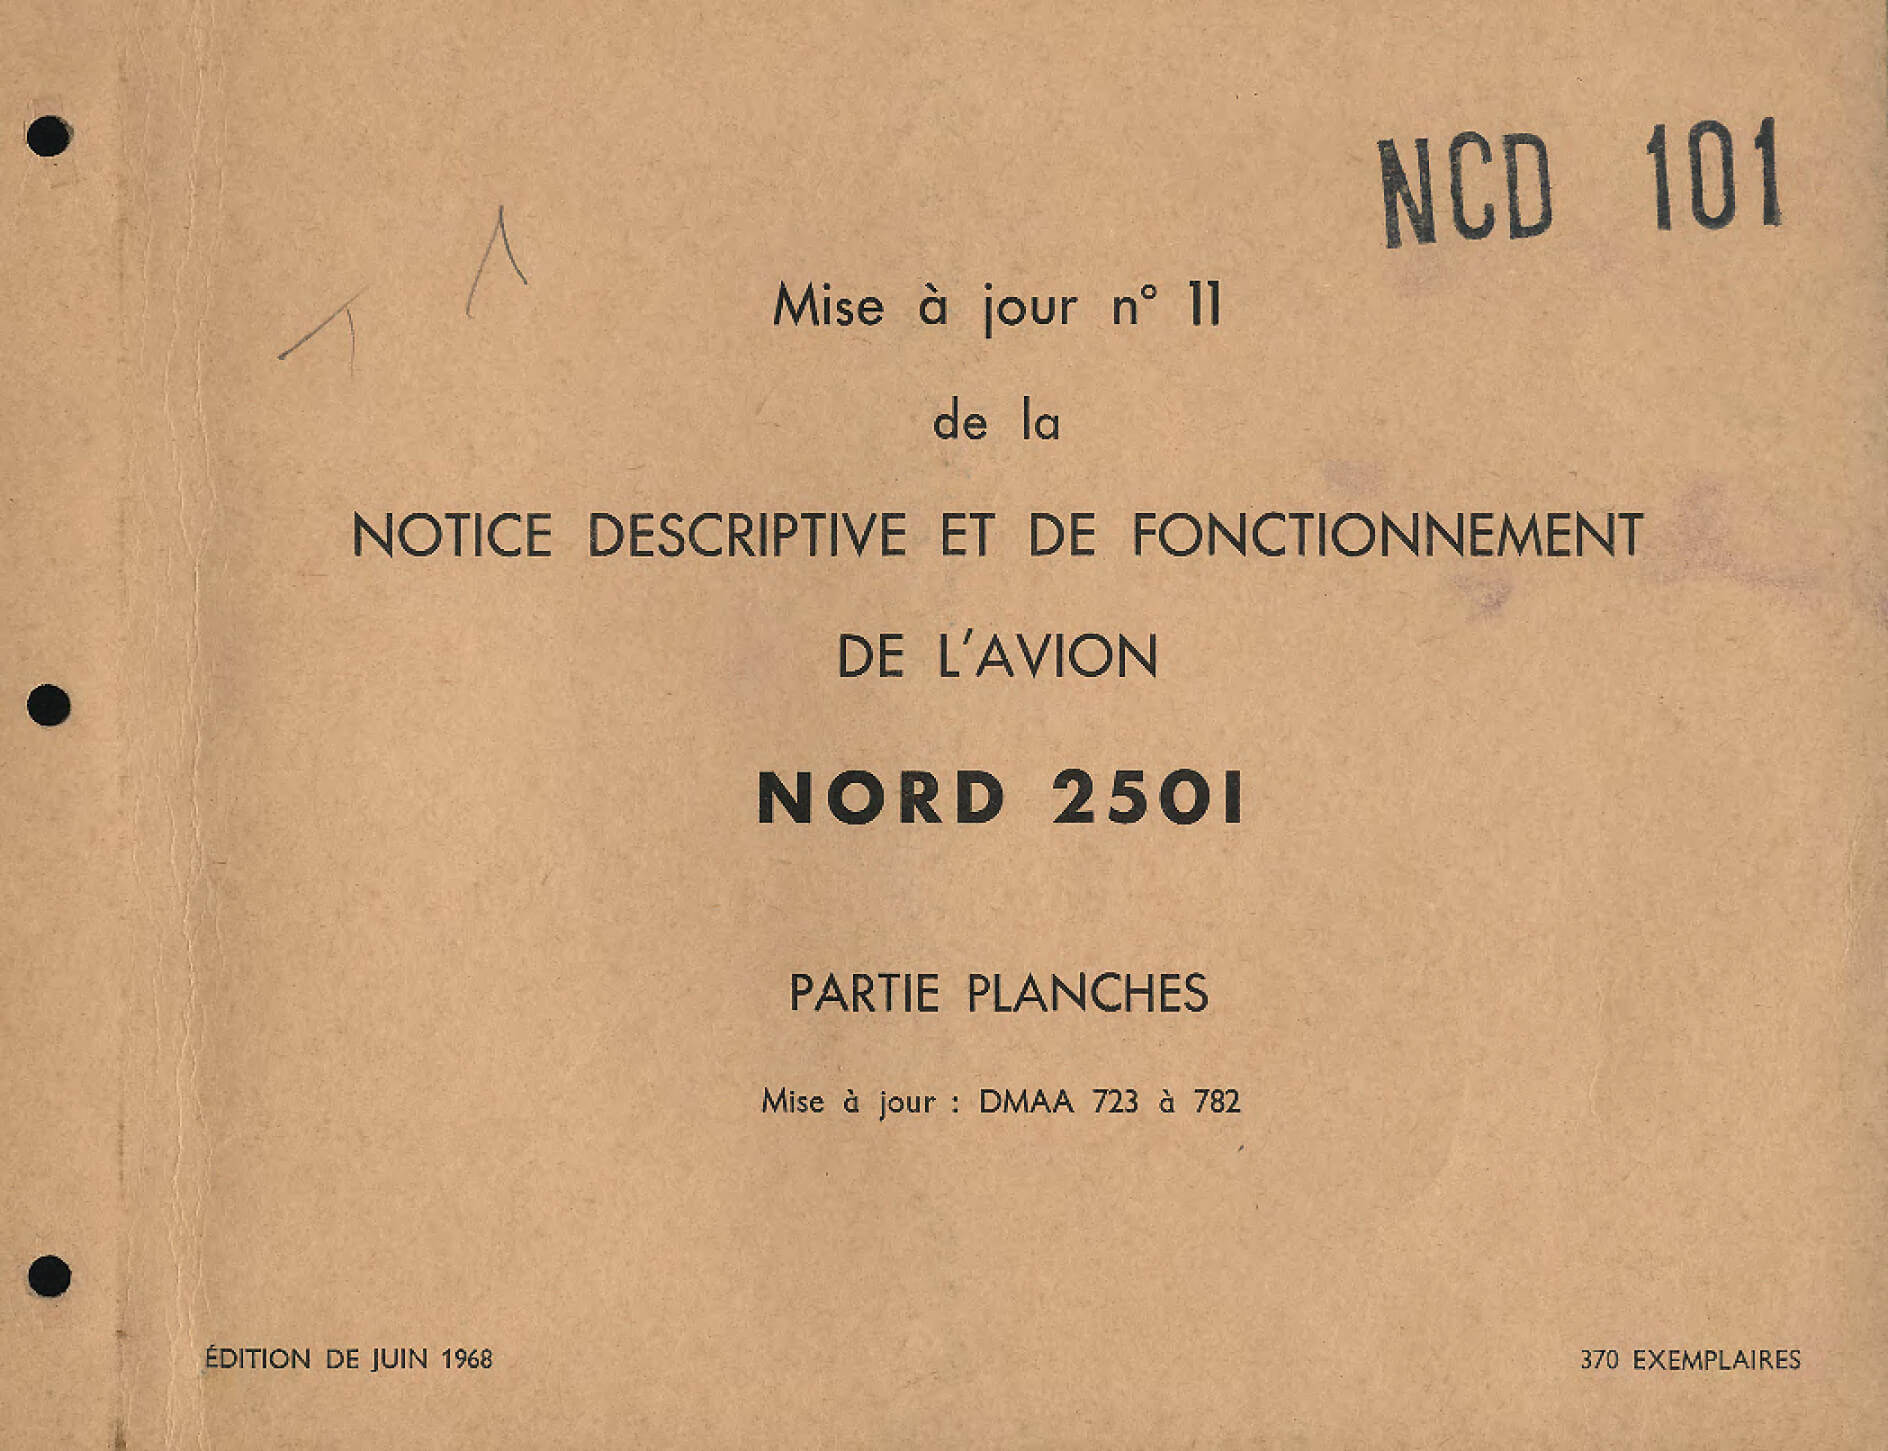 NCD 101
Mise à jour n° 11
de la
NOTICE DESCRIPTIVE ET DE FONCTIONNEMENT
DE L'AVION
NORD 2501
PARTIE PLANCHES
Mise à jour : DMAA 723 à 782
ÉDITION DE JUIN 1968
370 EXEMPLAIRES